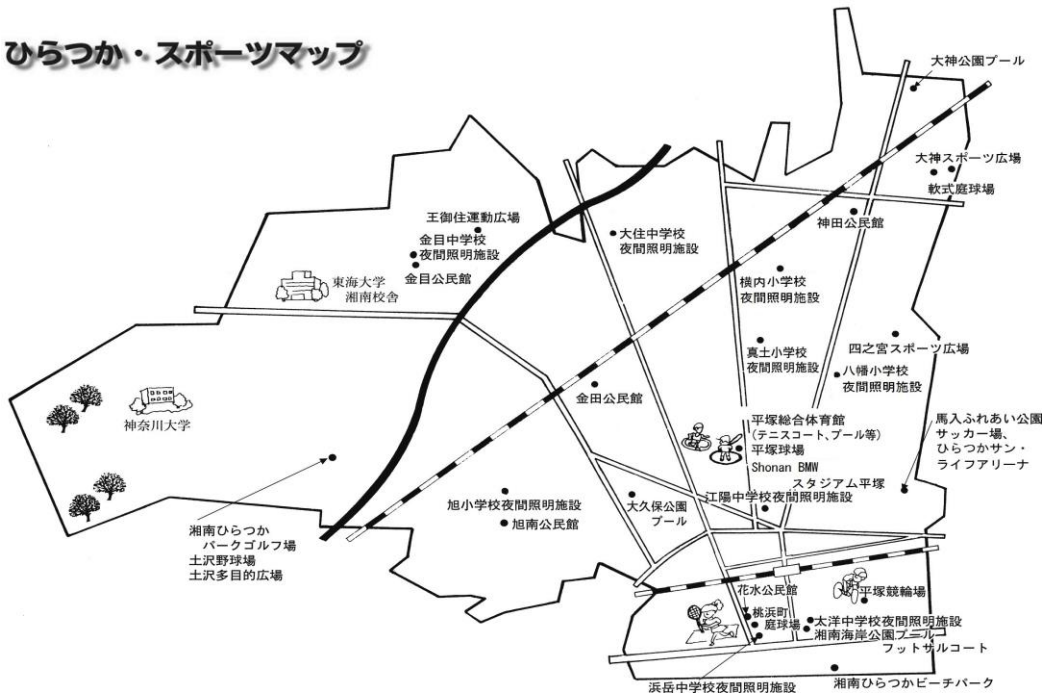 ひらつか・スポーツマップ
大神公園プール
大神スポーツ広場
軟式庭球場
神田公民館
王御住運動広場
金目中学校
夜間照明施設
金目公民館
大住中学校
夜間照明施設
東海大学
湘南校舎
横内小学校
夜間照明施設
四之宮スポーツ広場
真土小学校
夜間照明施設
八幡小学校
夜間照明施設
金田公民館
神奈川大学
平塚総合体育館
(テニスコート、プール等)
平塚球場
Shonan BMW
スタジアム平塚
馬入ふれあい公園
サッカー場、
ひらつかサン・
ライフアリーナ
江陽中学校夜間照明施設
大久保公園
プール
旭小学校夜間照明施設
旭南公民館
湘南ひらつか
パークゴルフ場
土沢野球場
土沢多目的広場
花水公民館
平塚競輪場
桃浜町
庭球場
太洋中学校夜間照明施設
湘南海岸公園プール
フットサルコート
浜岳中学校夜間照明施設
湘南ひらつかビーチパーク